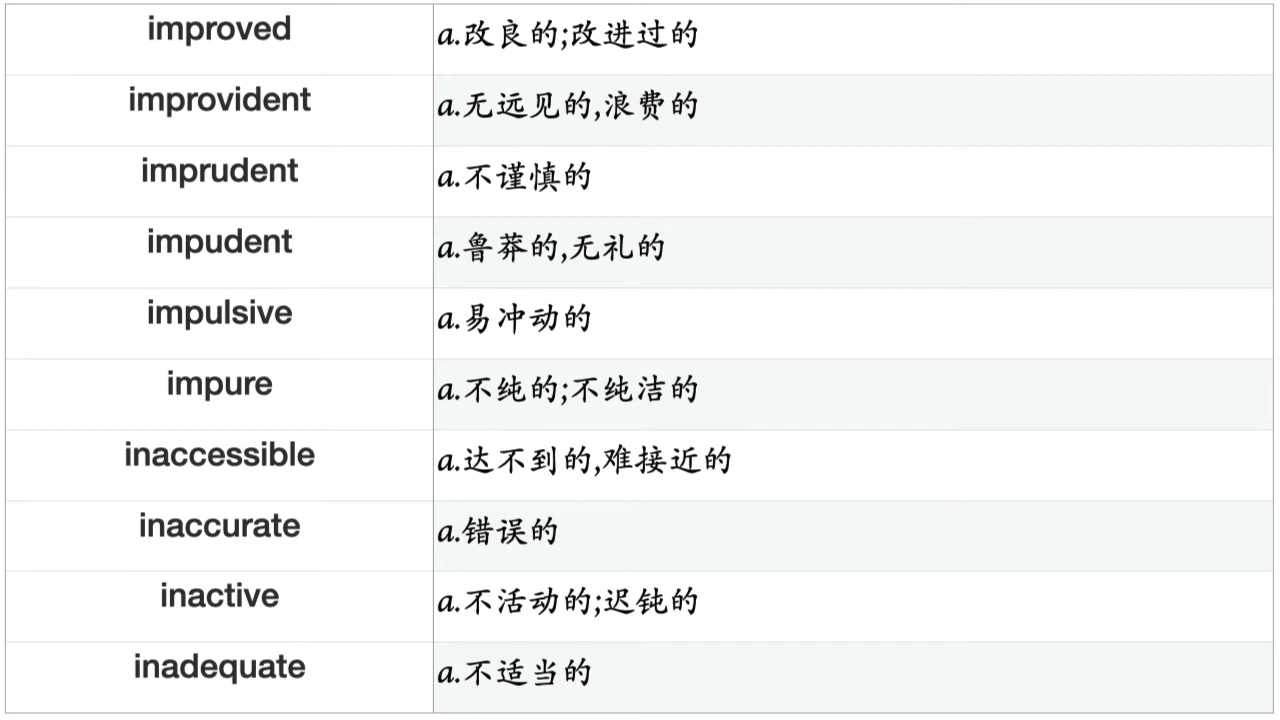 improved a.改良的;改进过的
improvident a.无远见的,浪费的
imprudent a.不谨慎的
impudent a.鲁莽的,无礼的
impulsive a.易冲动的
impure a.不纯的;不纯洁的
inaccessible a.达不到的,难接近的
inaccurate a.错误的
inactive a.不活动的;迟钝的
inadequate a.不适当的